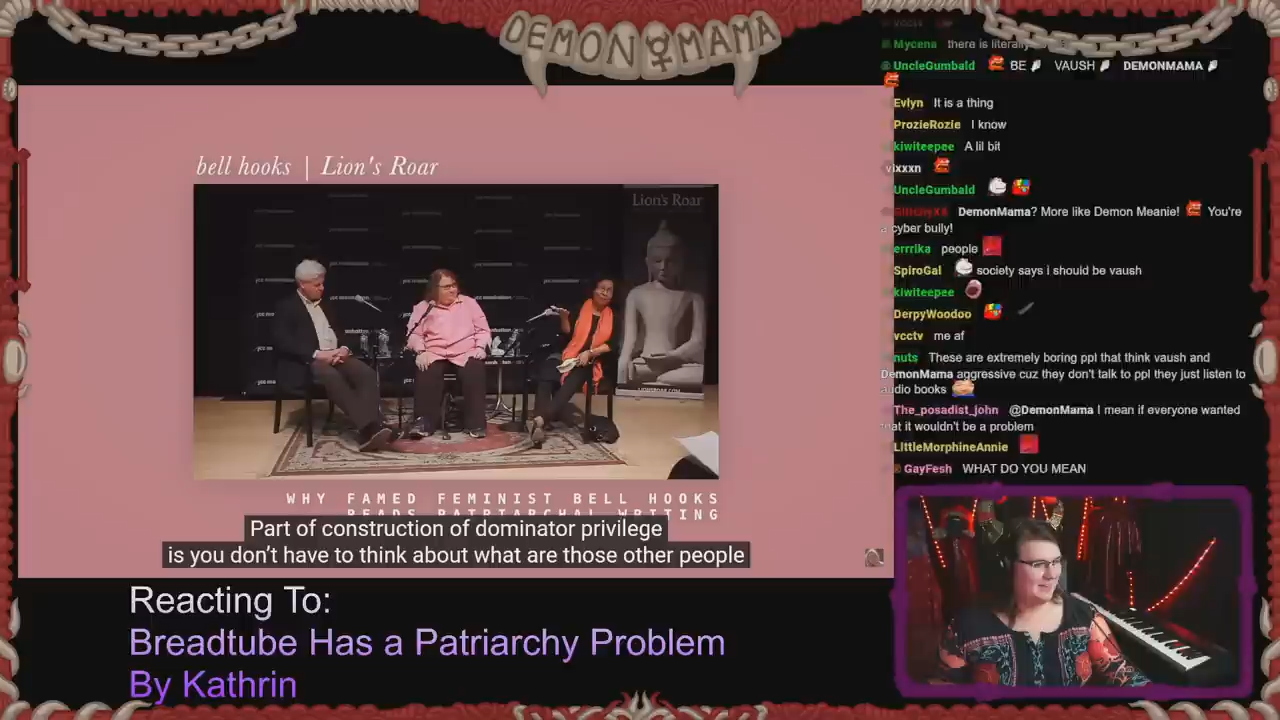 DEMON MAMA
bell hooks | Lion's Roar
Lion's Roar
WHY FAMED FEMINIST BELL HOOKS
READS PATRIARCHAL WRITING
Part of construction of dominator privilege
is you don't have to think about what are those other people
Reacting To:
Breadtube Has a Patriarchy Problem
By Kathrin
Mycena there is literally
UncleGumbald BE VAUSH DEMONMAMA
Evlyn It is a thing
ProzieRozie I know
kiwiteepee A lil bit
vixxxn
UncleGumbald
DemonMama? More like Demon Meanie! You're
a cyber bully!
errrika people
SpiroGal society says i should be vaush
kiwiteepee
DerpyWoodoo
vcctv me af
nuts These are extremely boring ppl that think vaush and
DemonMama aggressive cuz they don't talk to ppl they just listen to
audio books
The_posadist_john @DemonMama I mean if everyone wanted
that it wouldn't be a problem
LittleMorphineAnnie
GayFesh WHAT DO YOU MEAN